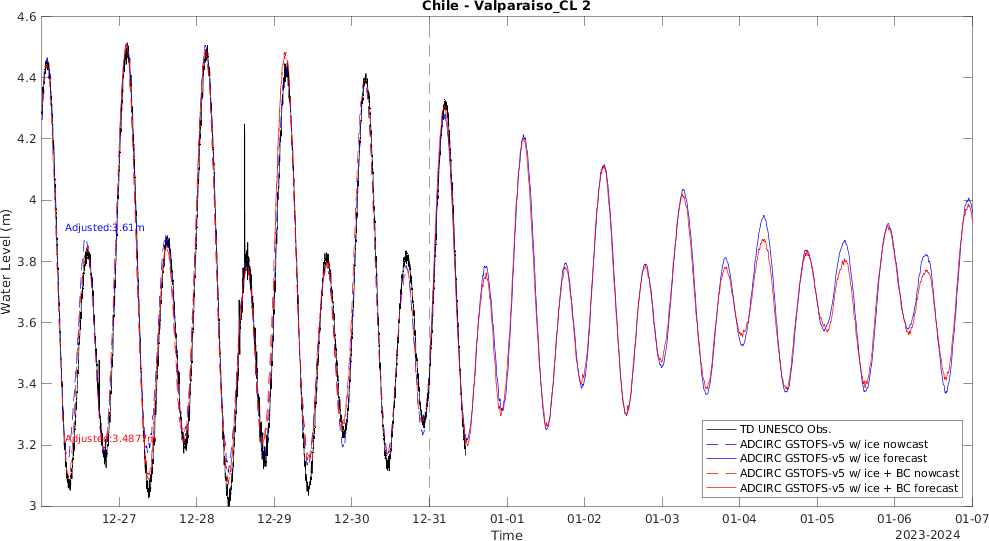 Chile - Valparaiso_CL 2
4.6
4.4
4.2
4
3.8
3.6
3.4
3.2
3
Water Level (m)
Adjusted:3.61m
Adjusted:3.4877m
TD UNESCO Obs.
ADCIRC GSTOFS-v5 w/ ice nowcast
ADCIRC GSTOFS-v5 w/ ice forecast
ADCIRC GSTOFS-v5 w/ ice + BC nowcast
ADCIRC GSTOFS-v5 w/ ice + BC forecast
12-27 12-28 12-29 12-30 12-31 01-01 01-02 01-03 01-04 01-05 01-06 01-07
Time
2023-2024